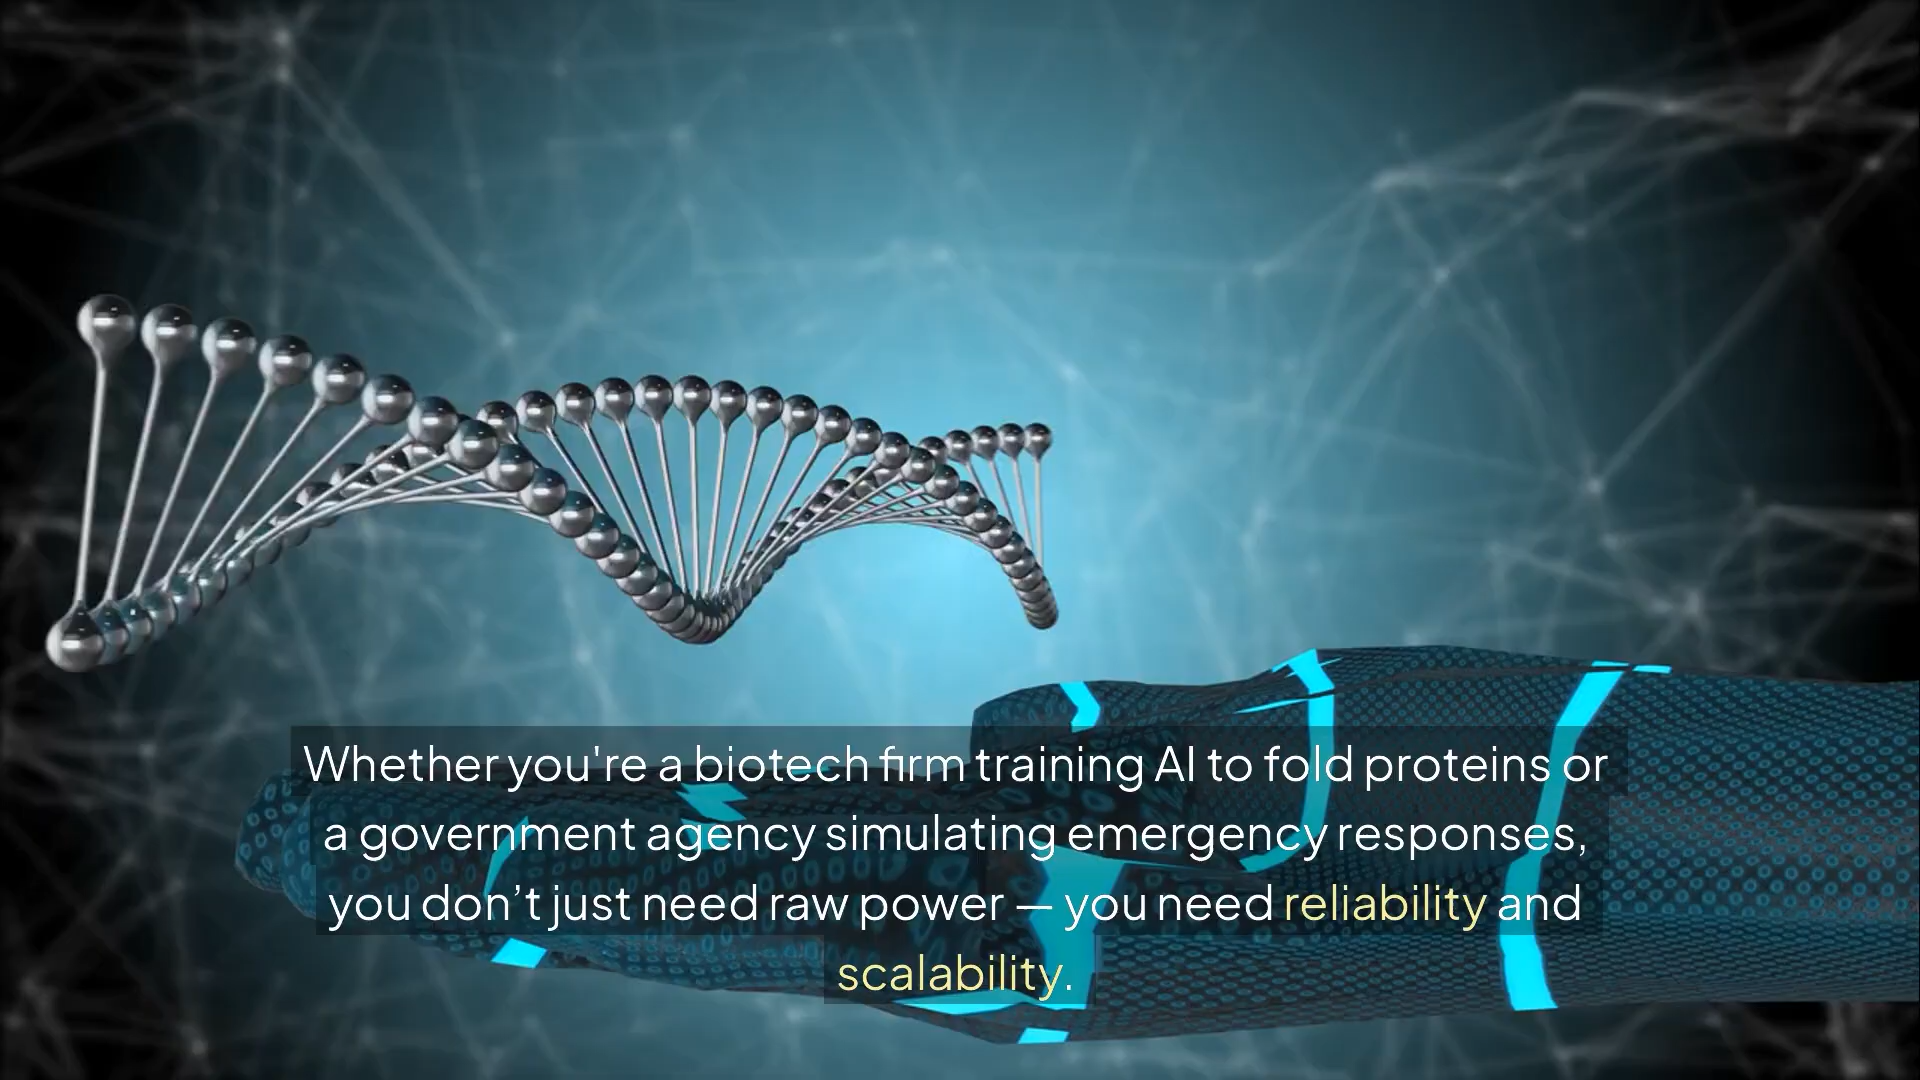 Whether you're a biotech firm training AI to fold proteins or
a government agency simulating emergency responses,
you don’t just need raw power — you need reliability and
scalability.